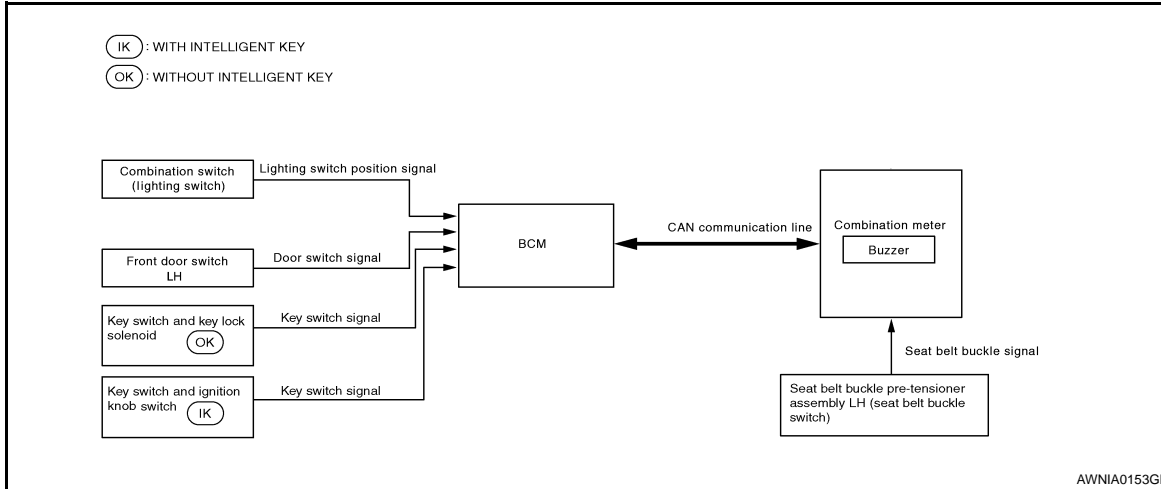 IK : WITH INTELLIGENT KEY
OK : WITHOUT INTELLIGENT KEY
Combination switch
(lighting switch)
Lighting switch position signal
Front door switch
LH
Door switch signal
Key switch and key lock
solenoid
OK
Key switch signal
Key switch and ignition
knob switch
IK
Key switch signal
BCM
CAN communication line
Combination meter
Buzzer
Seat belt buckle signal
Seat belt buckle pre-tensioner
assembly LH (seat belt buckle
switch)